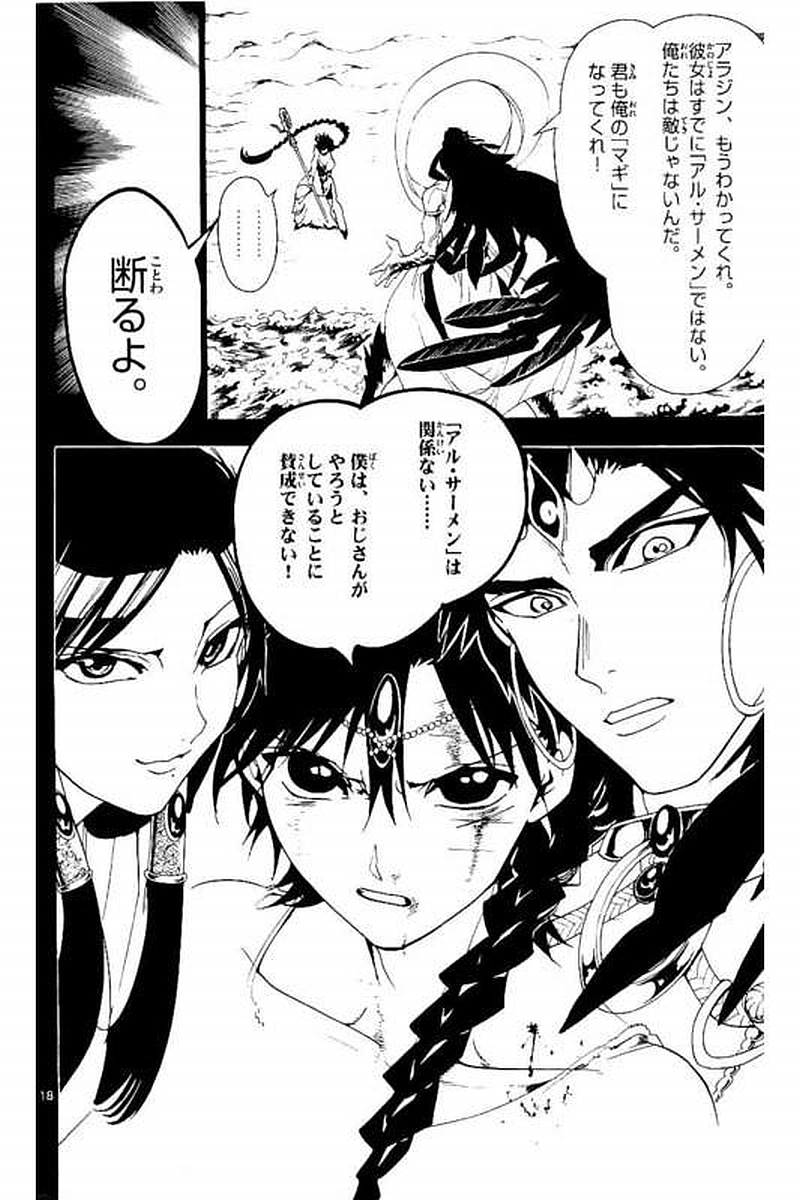 アラジン、もうわかってくれ。
彼女はすでに「アル・サーメン」ではない。
俺たちは敵じゃないんだ。
君も俺の「マギ」に
なってくれ!
…………
…………
断るよ。
「アル・サーメン」は
関係ない……
僕は、おじさんが
やろうと
していることに
賛成できない!
18